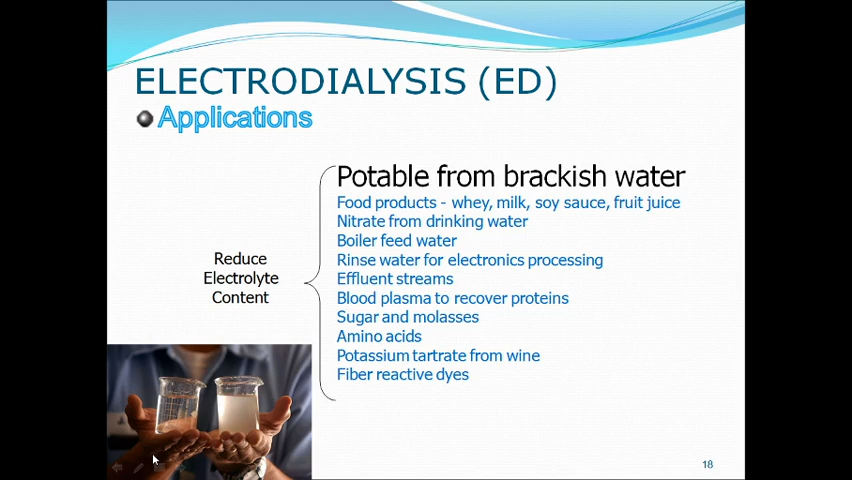 ELECTRODIALYSIS (ED)
Applications
Reduce
Electrolyte
Content
Potable from brackish water
Food products - whey, milk, soy sauce, fruit juice
Nitrate from drinking water
Boiler feed water
Rinse water for electronics processing
Effluent streams
Blood plasma to recover proteins
Sugar and molasses
Amino acids
Potassium tartrate from wine
Fiber reactive dyes
18